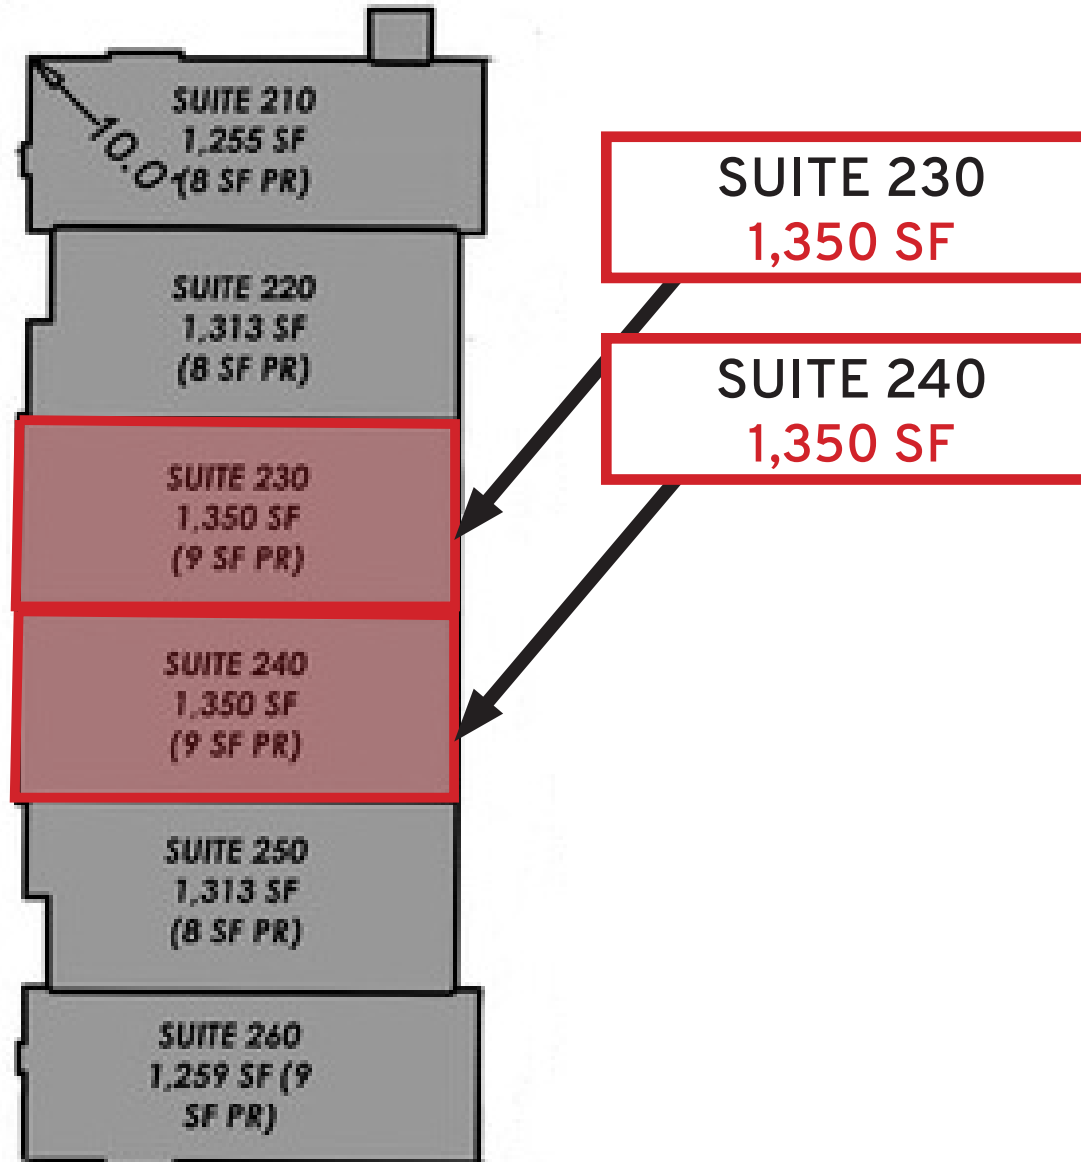 SUITE 210
1,255 SF
(8 SF PR)
10.0
SUITE 220
1,313 SF
(8 SF PR)
SUITE 230
1,350 SF
(9 SF PR)
SUITE 240
1,350 SF
(9 SF PR)
SUITE 250
1,313 SF
(8 SF PR)
SUITE 260
1,259 SF (9
SF PR)
SUITE 230
1,350 SF
SUITE 240
1,350 SF